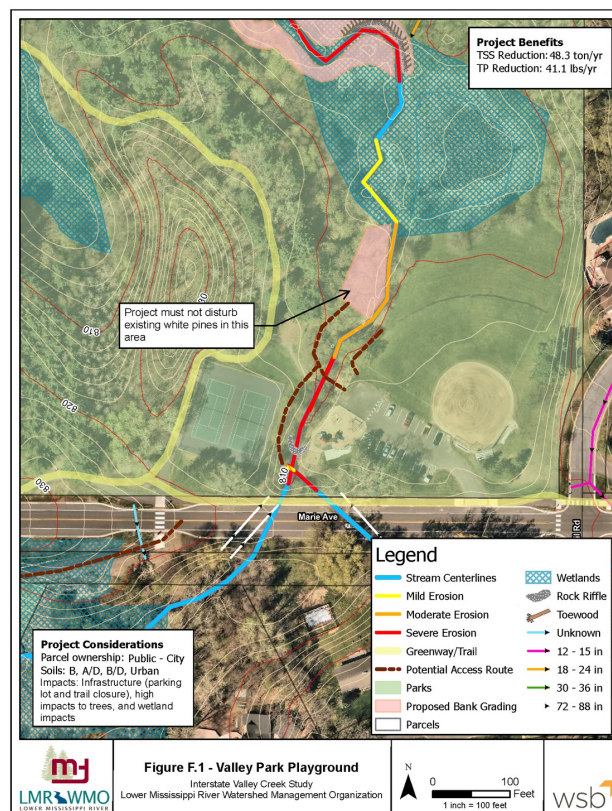 Project Benefits
TSS Reduction: 48.3 ton/yr
TP Reduction: 41.1 lbs/yr
Project must not disturb
existing white pines in this
area
810
820
830
810
Marie Ave
Project Considerations
Parcel ownership: Public - City
Soils: B, A/D, B/D, Urban
Impacts: Infrastructure (parking
lot and trail closure), high
impacts to trees, and wetland
impacts
Legend
Stream Centerlines
Mild Erosion
Moderate Erosion
Severe Erosion
Greenway/Trail
Potential Access Route
Parks
Proposed Bank Grading
Parcels
Wetlands
Rock Riffle
Toewood
Unknown
12 - 15 in
18 - 24 in
30 - 36 in
72 - 88 in
LMR WMO
LOWER MISSISSIPPI RIVER
Figure F.1 - Valley Park Playground
Interstate Valley Creek Study
Lower Mississippi River Watershed Management Organization
N
0 100
Feet
1 inch = 100 feet
wsb